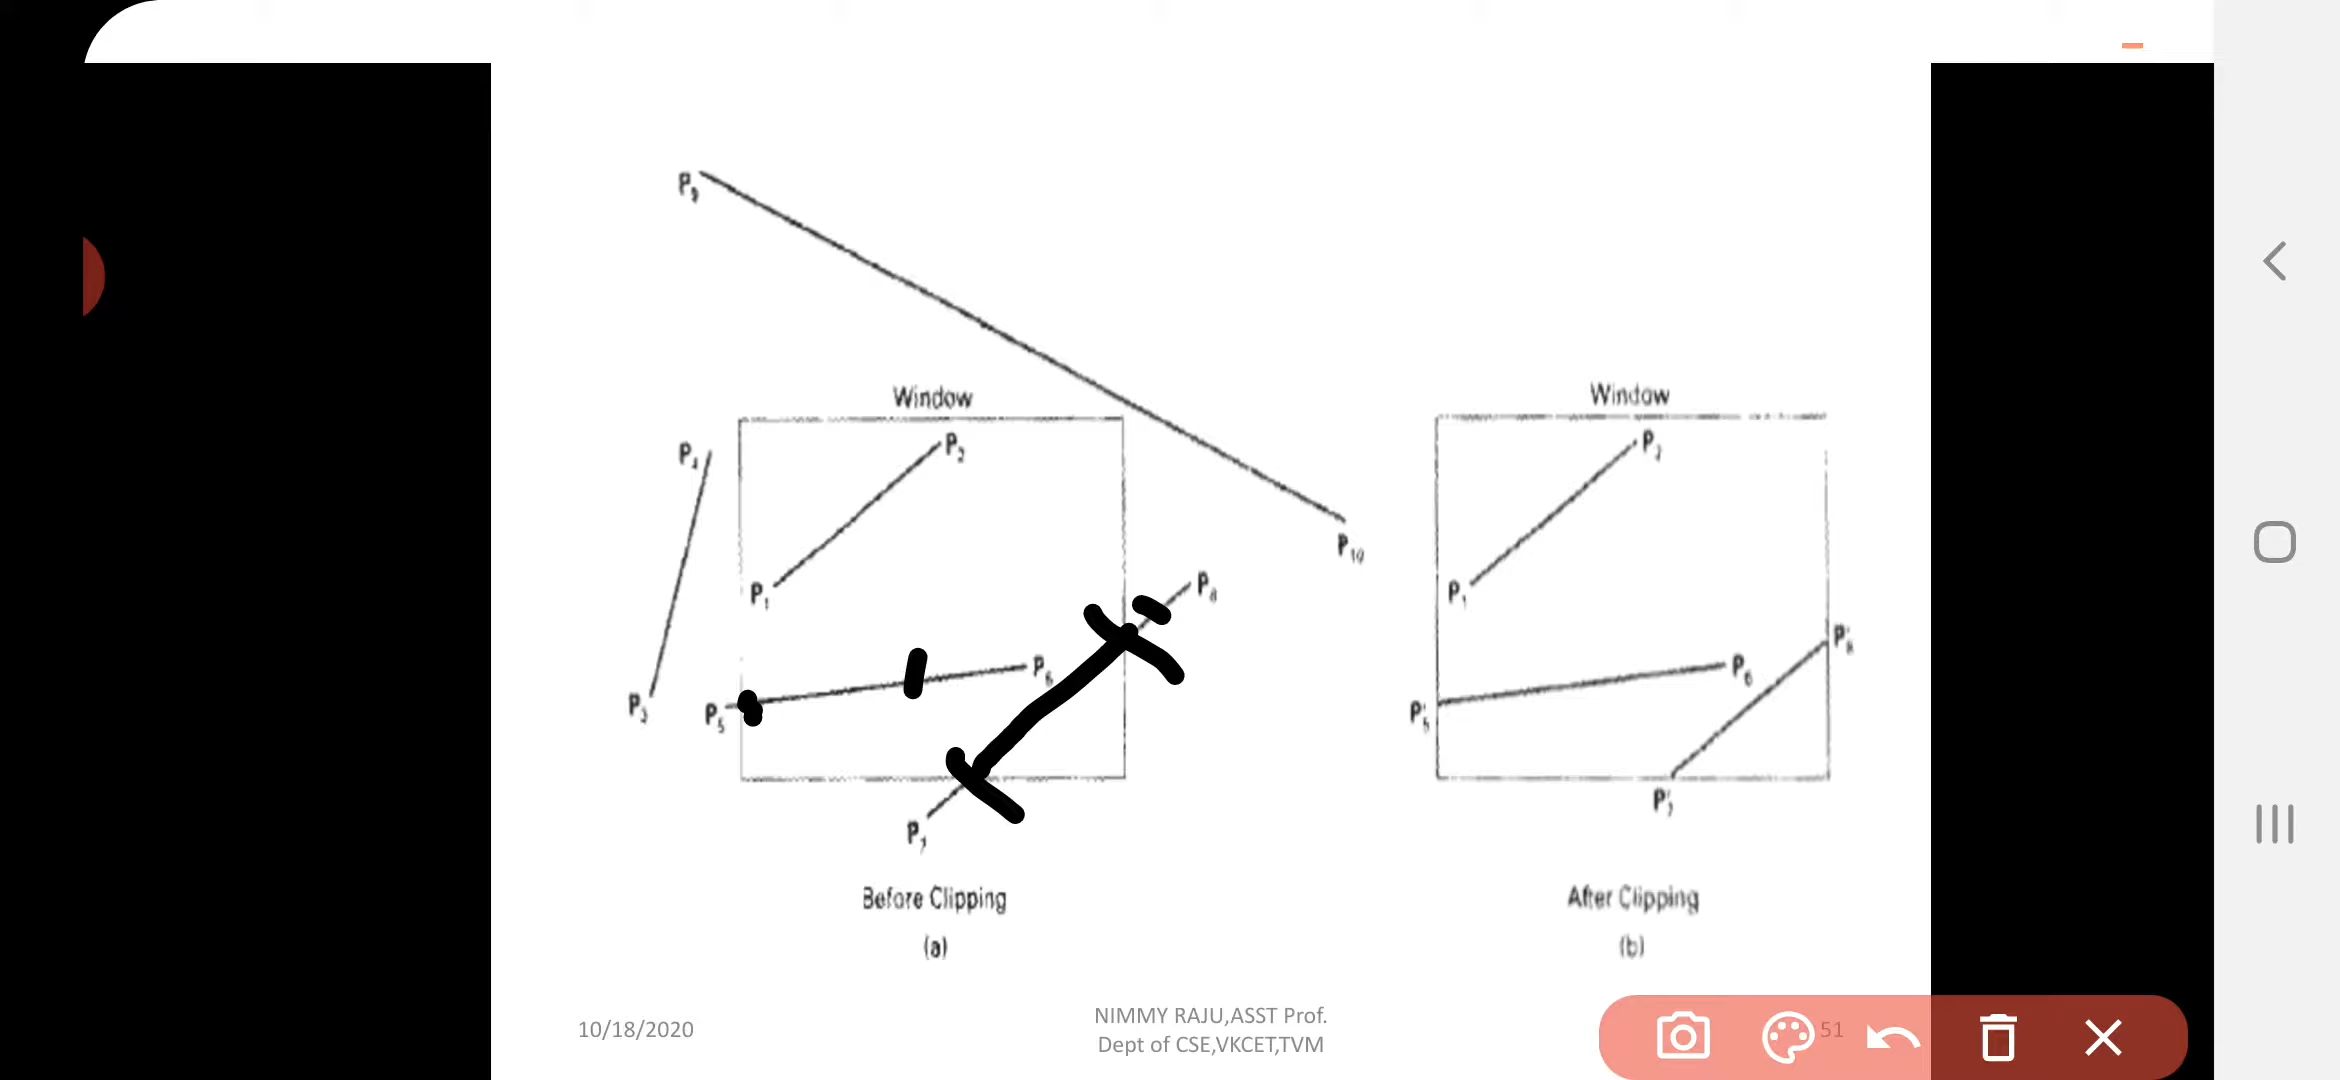 P9
Window
Window
P4
P2
P2
P10
P1
P1
P8
P'8
P6
P6
P3
P5
P'5
P'7
P7
Before Clipping
After Clipping
(a)
(b)
10/18/2020
NIMMY RAJU,ASST Prof.
Dept of CSE,VKCET,TVM
51